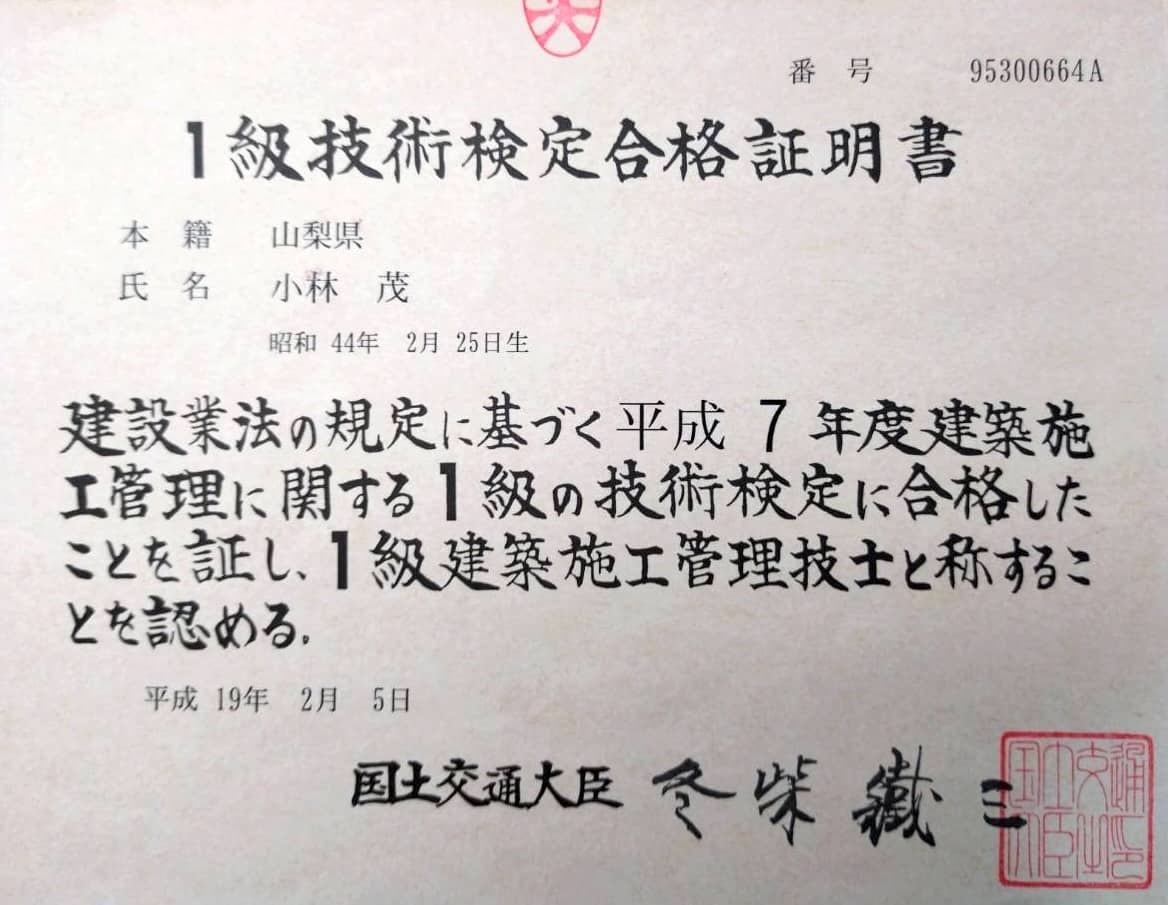 番号 95300664A
1級技術検定合格証明書
本籍 山梨県
氏名 小林 茂
昭和 44年 2月 25日生
建設業法の規定に基づく平成 7 年度建築施
工管理に関する1級の技術検定に合格した
ことを証し、1級建築施工管理技士と称するこ
とを認める。
平成 19年 2月 5日
国土交通大臣 冬柴鐵三